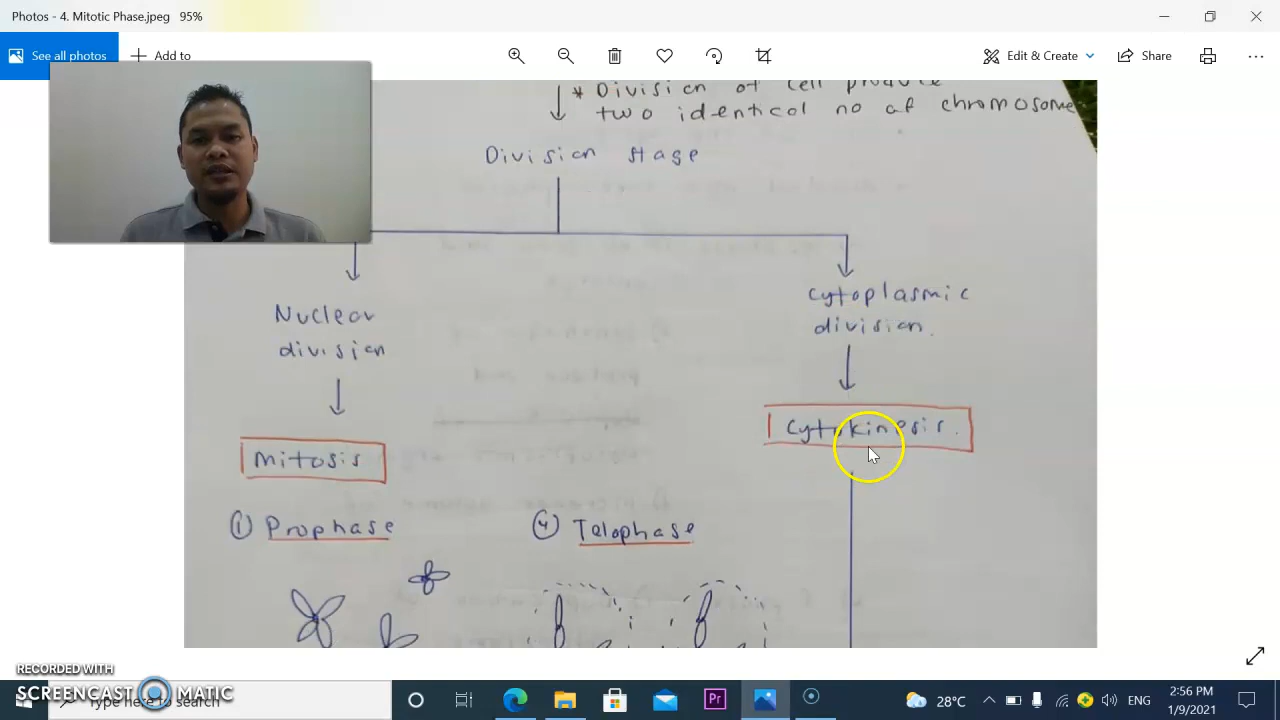 Photos - 4. Mitotic Phase.jpeg 95%
See all photos
Add to
Edit & Create
Share
* Division of cell produce
two identical no of chromosome
Division stage
Nuclear
division
Cytoplasmic
division.
Mitosis
Cytokinesis.
① Prophase
④ Telophase
RECORDED WITH
SCREENCAST MATIC
Type here to search
Pr
28°C
ENG
2:56 PM
1/9/2021